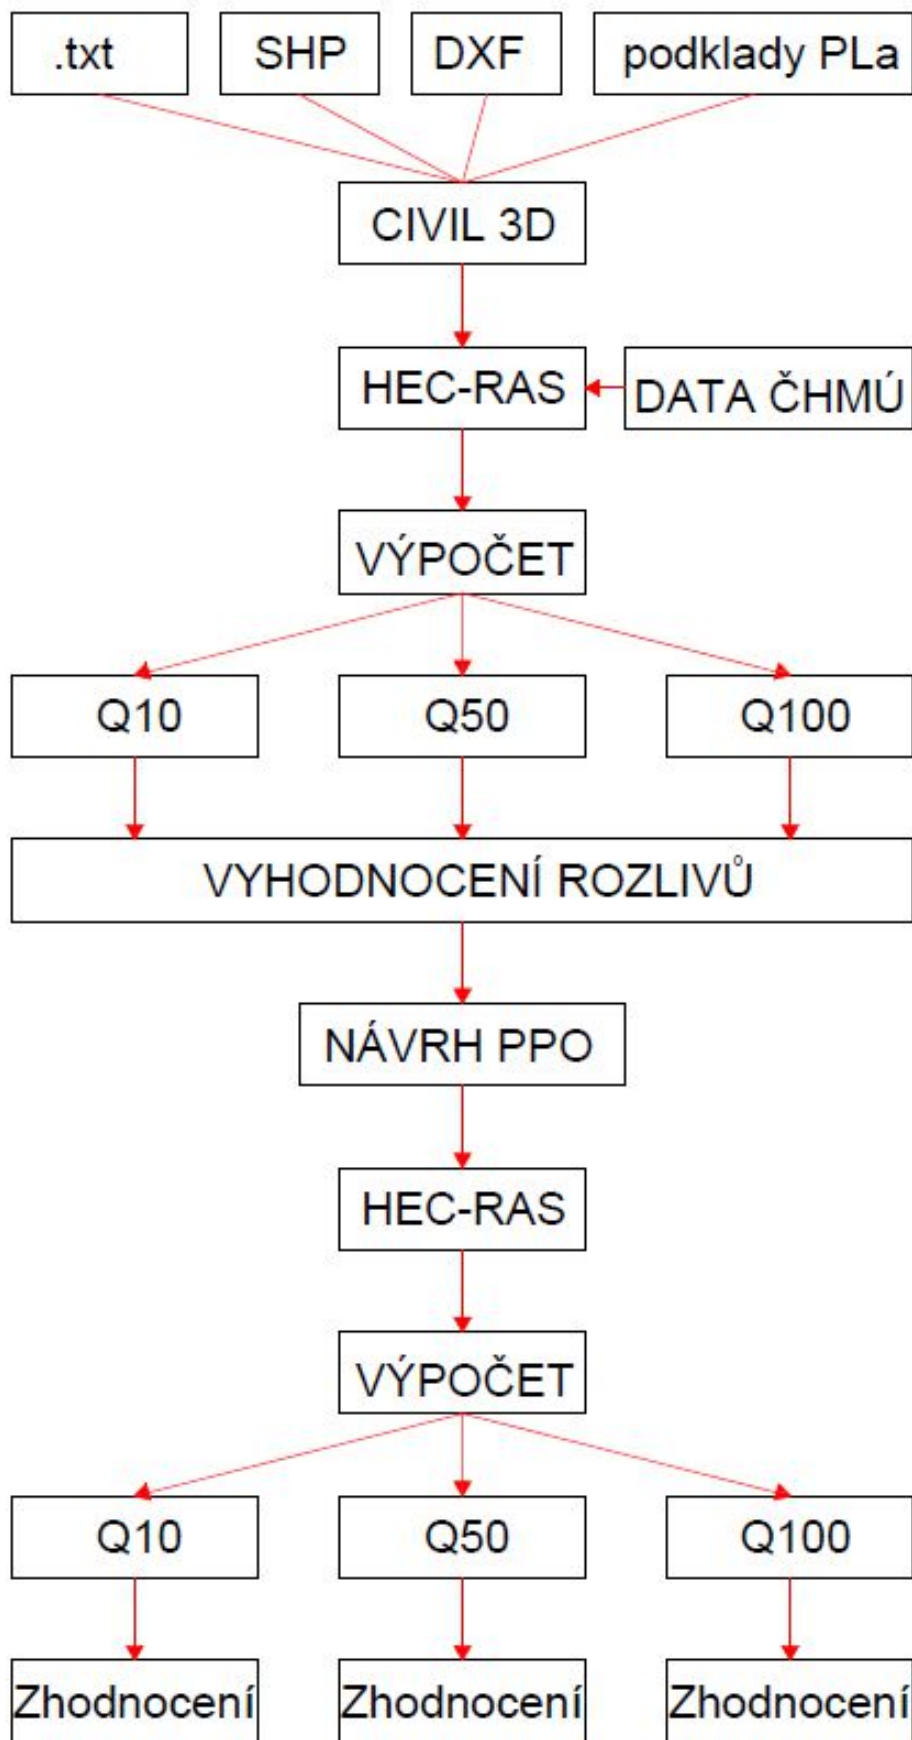 .txt
SHP
DXF
podklady PLa
CIVIL 3D
HEC-RAS
DATA ČHMÚ
VÝPOČET
Q10
Q50
Q100
VYHODNOCENÍ ROZLIVŮ
NÁVRH PPO
HEC-RAS
VÝPOČET
Q10
Q50
Q100
Zhodnocení
Zhodnocení
Zhodnocení